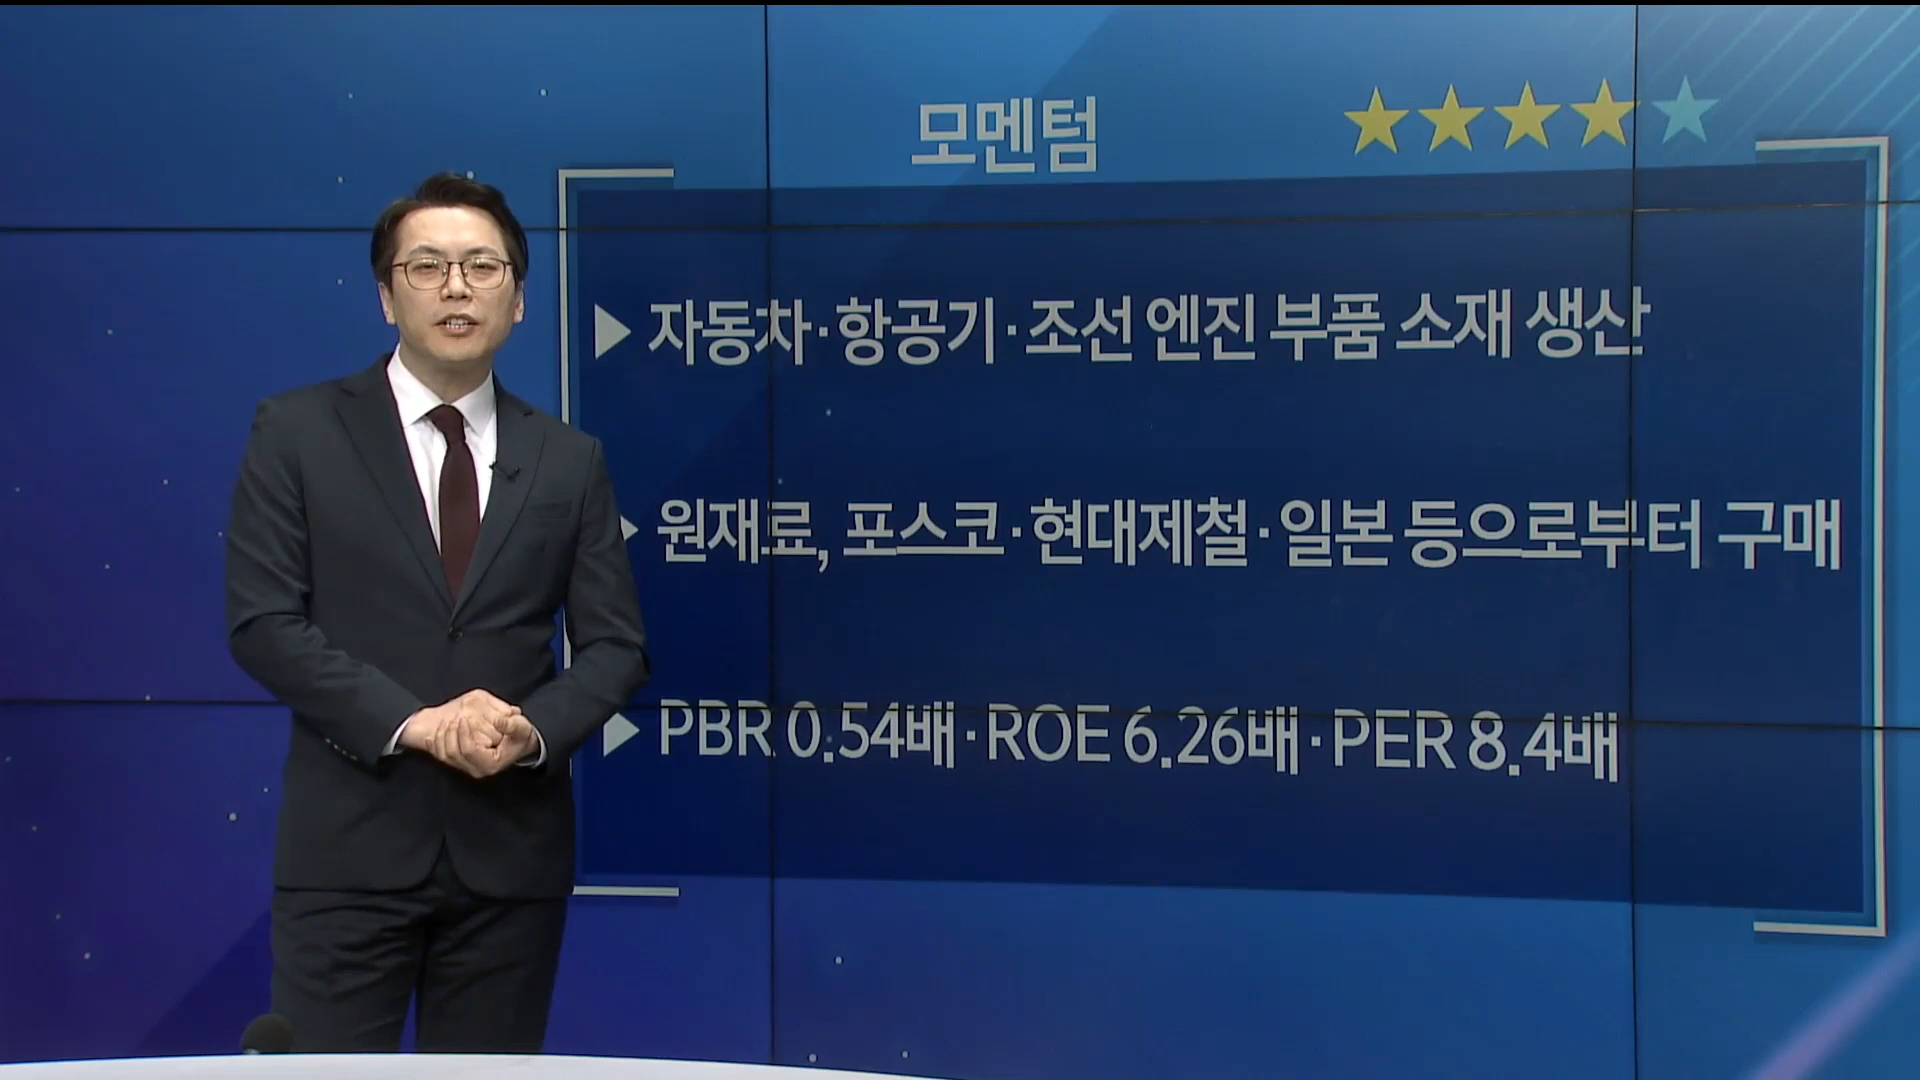 모멘텀
▶ 자동차·항공기·조선 엔진 부품 소재 생산
▶ 원재료, 포스코·현대제철·일본 등으로부터 구매
▶ PBR 0.54배·ROE 6.26배·PER 8.4배